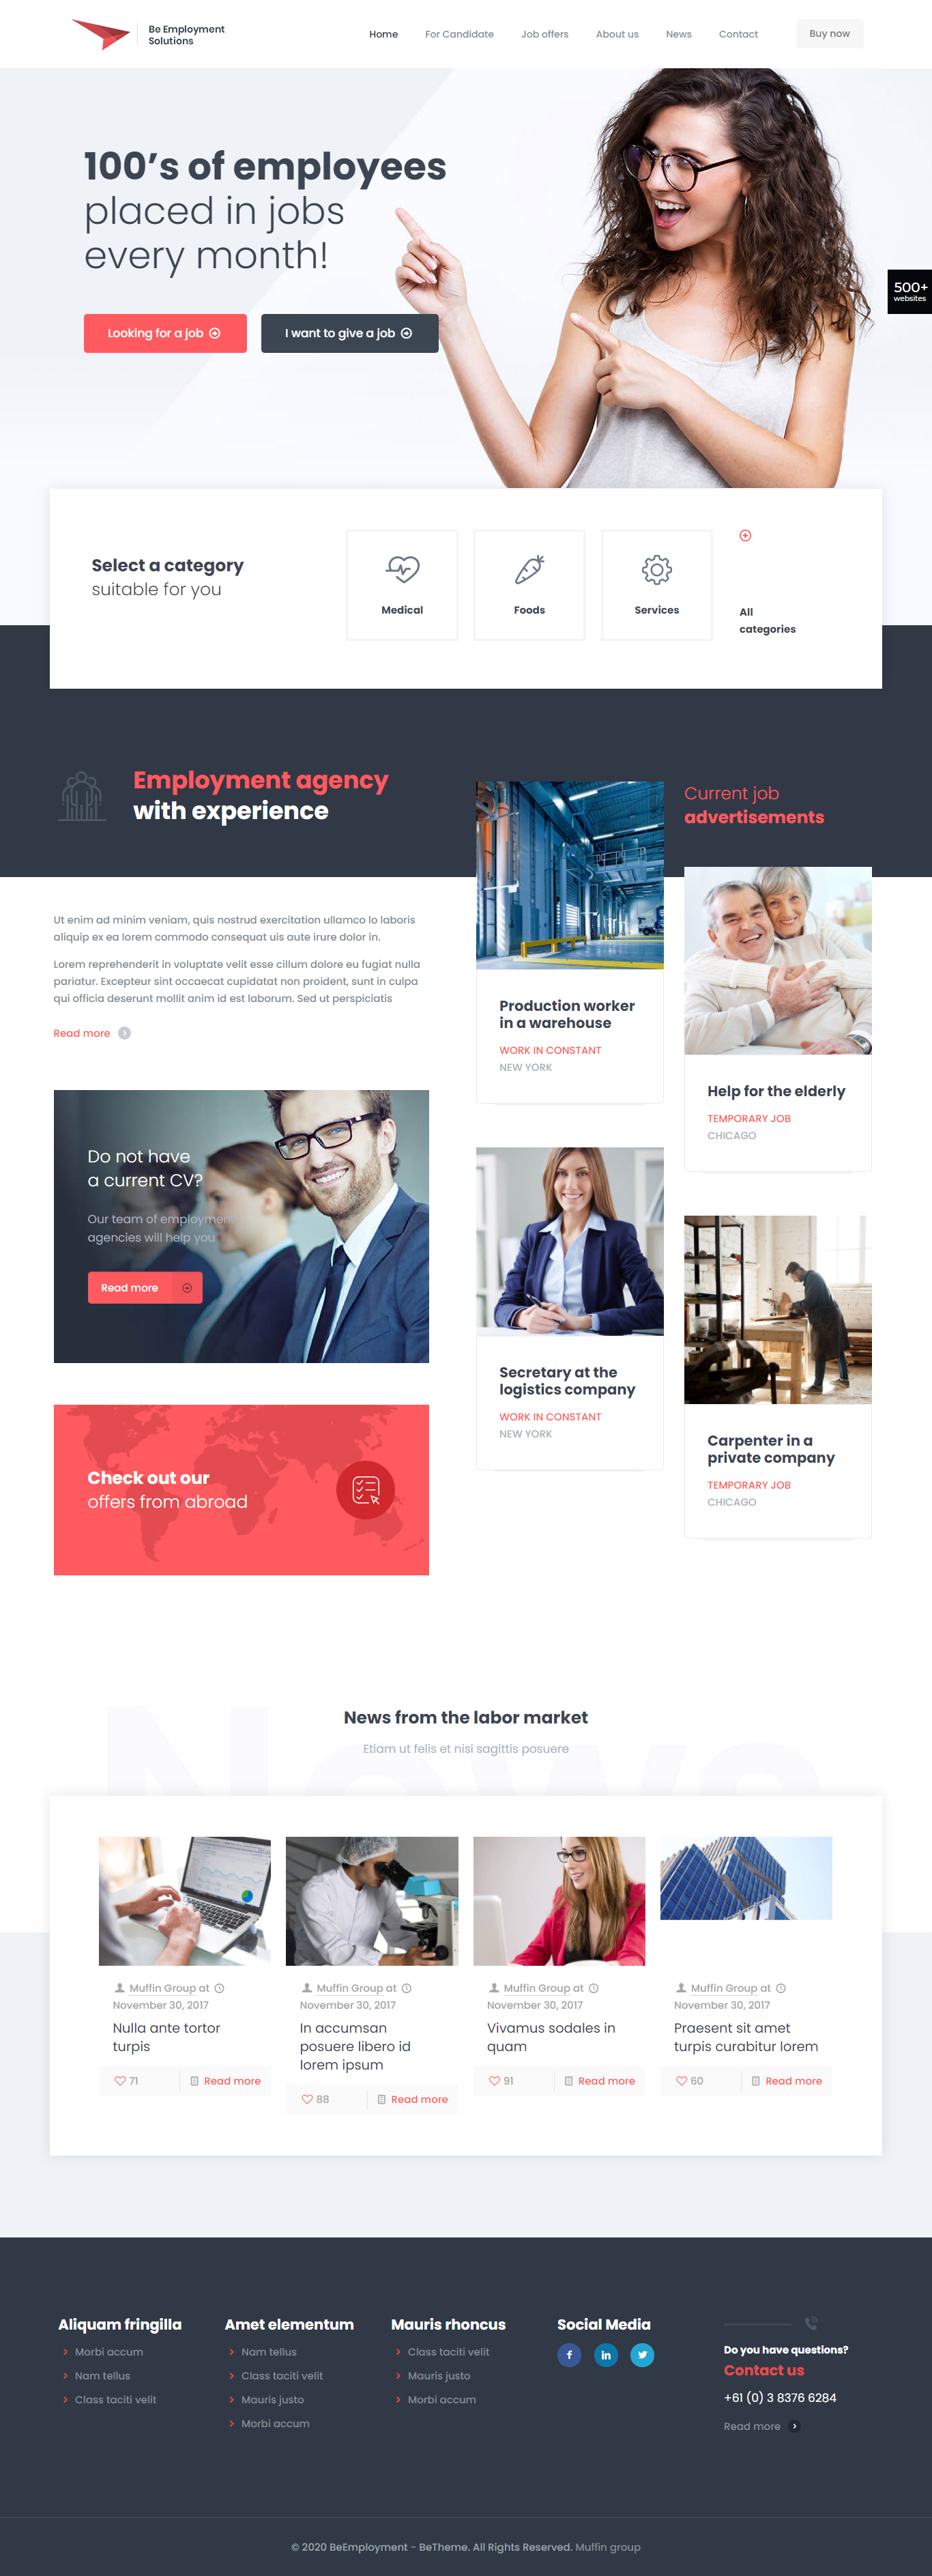 Be Employment
Solutions
Home
For Candidate
Job offers
About us
News
Contact
Buy now
100's of employees
placed in jobs
every month!
Looking for a job
I want to give a job
500+
websites
Select a category
suitable for you
Medical
Foods
Services
All
categories
Employment agency
with experience
Ut enim ad minim veniam, quis nostrud exercitation ullamco lo laboris
aliquip ex ea lorem commodo consequat uis aute irure dolor in.
Lorem reprehenderit in voluptate velit esse cillum dolore eu fugiat nulla
pariatur. Excepteur sint occaecat cupidatat non proident, sunt in culpa
qui officia deserunt mollit anim id est laborum. Sed ut perspiciatis
Read more
Do not have
a current CV?
Our team of employment
agencies will help you
Read more
Check out our
offers from abroad
Current job
advertisements
Production worker
in a warehouse
WORK IN CONSTANT
NEW YORK
Help for the elderly
TEMPORARY JOB
CHICAGO
Secretary at the
logistics company
WORK IN CONSTANT
NEW YORK
Carpenter in a
private company
TEMPORARY JOB
CHICAGO
News
News from the labor market
Etiam ut felis et nisi sagittis posuere
Muffin Group at
November 30, 2017
Nulla ante tortor
turpis
71
Read more
Muffin Group at
November 30, 2017
In accumsan
posuere libero id
lorem ipsum
88
Read more
Muffin Group at
November 30, 2017
Vivamus sodales in
quam
91
Read more
Muffin Group at
November 30, 2017
Praesent sit amet
turpis curabitur lorem
60
Read more
Aliquam fringilla
Morbi accum
Nam tellus
Class taciti velit
Amet elementum
Nam tellus
Class taciti velit
Mauris justo
Morbi accum
Mauris rhoncus
Class taciti velit
Mauris justo
Morbi accum
Social Media
Do you have questions?
Contact us
+61 (0) 3 8376 6284
Read more
© 2020 BeEmployment - BeTheme. All Rights Reserved. Muffin group